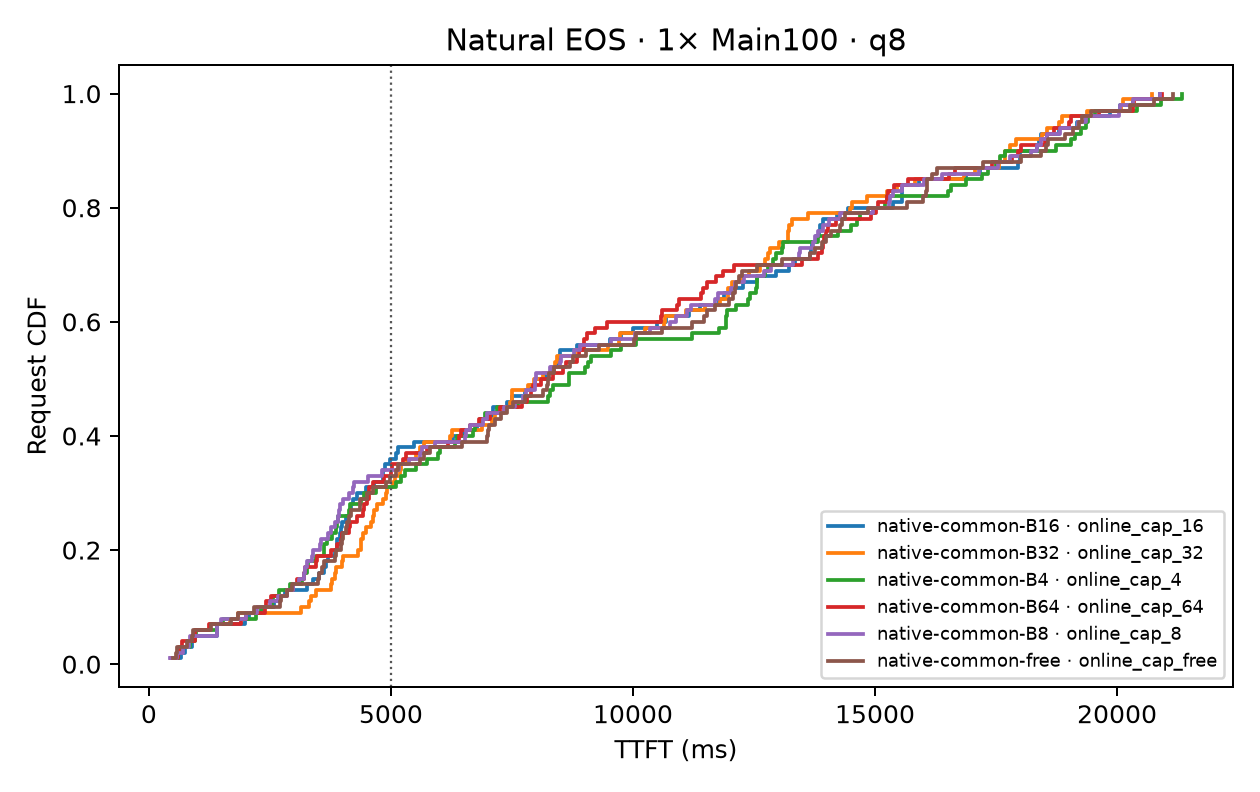 Natural EOS · 1× Main100 · q8
1.0
0.8
0.6
0.4
0.2
0.0
Request CDF
native-common-B16 · online_cap_16
native-common-B32 · online_cap_32
native-common-B4 · online_cap_4
native-common-B64 · online_cap_64
native-common-B8 · online_cap_8
native-common-free · online_cap_free
0 5000 10000 15000 20000
TTFT (ms)